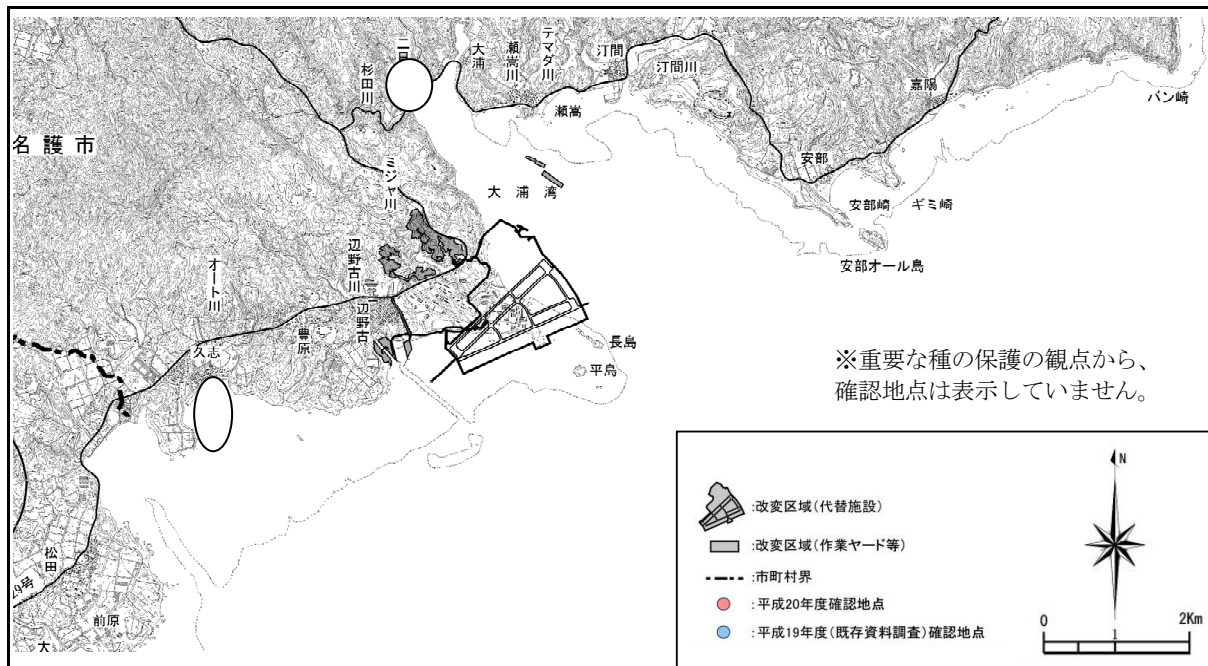 二見
大浦
瀬嵩川
テマダ川
汀間
杉田川
汀間川
嘉陽
バン崎
瀬嵩
名護市
ミジャ川
大浦湾
安部
安部崎
ギミ崎
安部オール島
辺野古川
オート川
辺野古
豊原
久志
長島
平島
※重要な種の保護の観点から、
確認地点は表示していません。
松田
29号
前原
大
:改変区域(代替施設)
:改変区域(作業ヤード等)
:市町村界
:平成20年度確認地点
:平成19年度(既存資料調査)確認地点
N
0 1 2Km